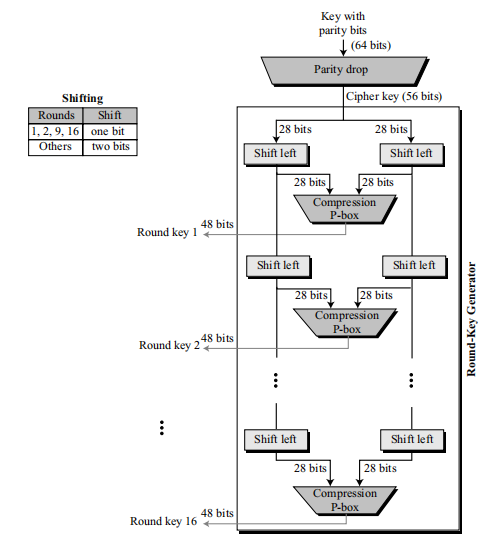 Key with
parity bits
(64 bits)
Parity drop
Cipher key (56 bits)
Shifting
Rounds Shift
1, 2, 9, 16 one bit
Others two bits
28 bits 28 bits
Shift left Shift left
28 bits 28 bits
Compression
P-box
48 bits
Round key 1
Shift left Shift left
28 bits 28 bits
Compression
P-box
48 bits
Round key 2
Shift left Shift left
28 bits 28 bits
Compression
P-box
48 bits
Round key 16
Round-Key Generator